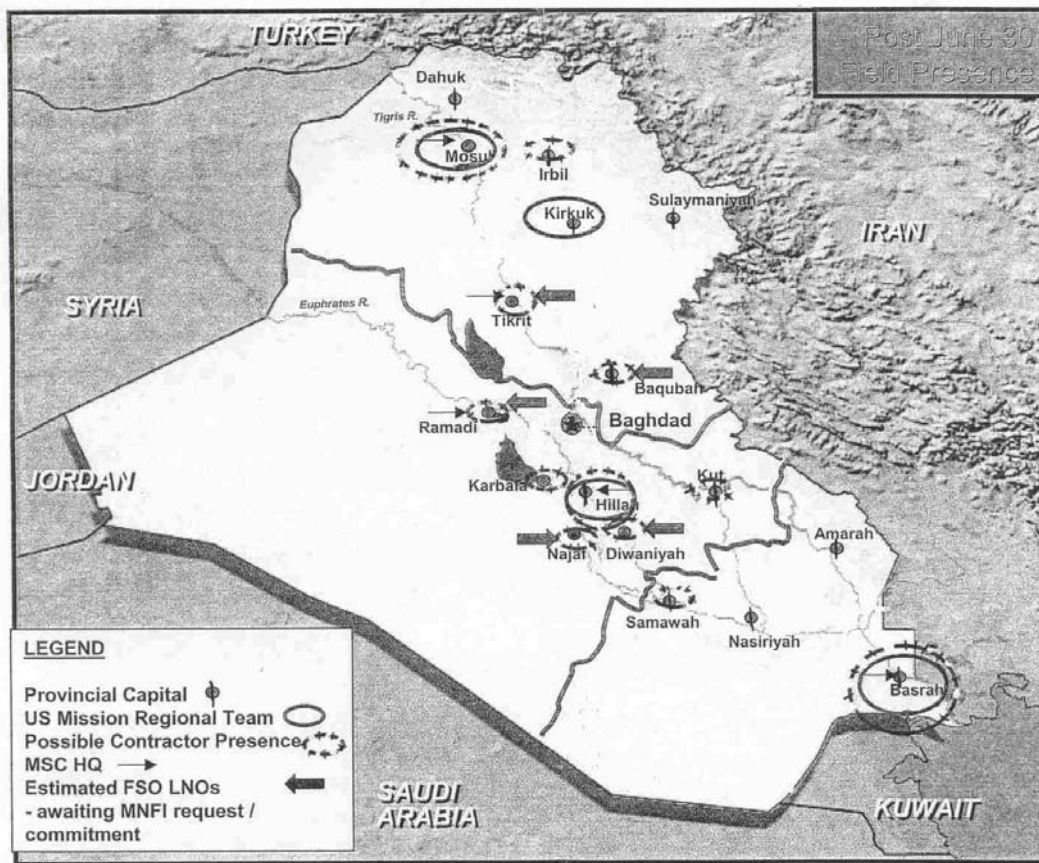 TURKEY
Post June 30
Field Presence
Dahuk
Tigris R.
Mosul
Irbil
Kirkuk
Sulaymaniyah
IRAN
SYRIA
Euphrates R.
Tikrit
Baqubah
Baghdad
Ramadi
JORDAN
Karbala
Hillah
Kut
Najaf
Diwaniyah
Amarah
Samawah
Nasiriyah
Basrah
LEGEND
Provincial Capital
US Mission Regional Team
Possible Contractor Presence
MSC HQ
Estimated FSO LNOs
- awaiting MNFI request /
commitment
SAUDI
ARABIA
KUWAIT